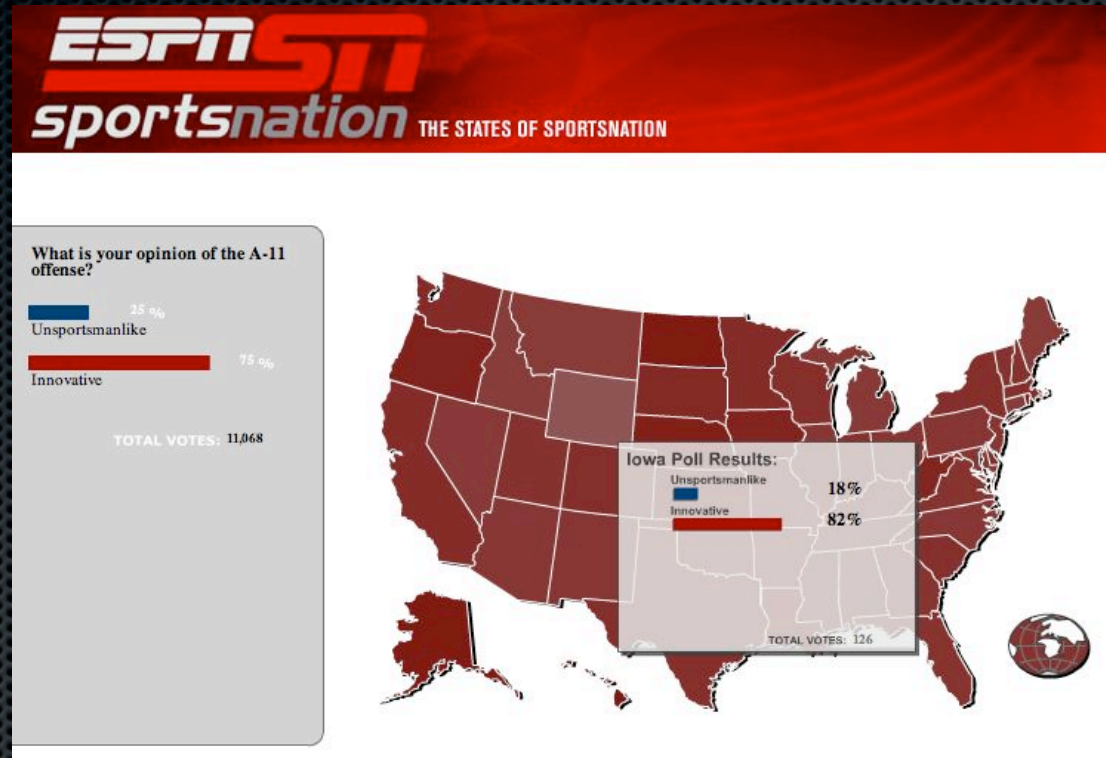 ESPN SN
sportsnation THE STATES OF SPORTSNATION
What is your opinion of the A-11
offense?
25 %
Unsportsmanlike
75 %
Innovative
TOTAL VOTES: 11,068
Iowa Poll Results:
Unsportsmanlike 18%
Innovative 82%
TOTAL VOTES: 126